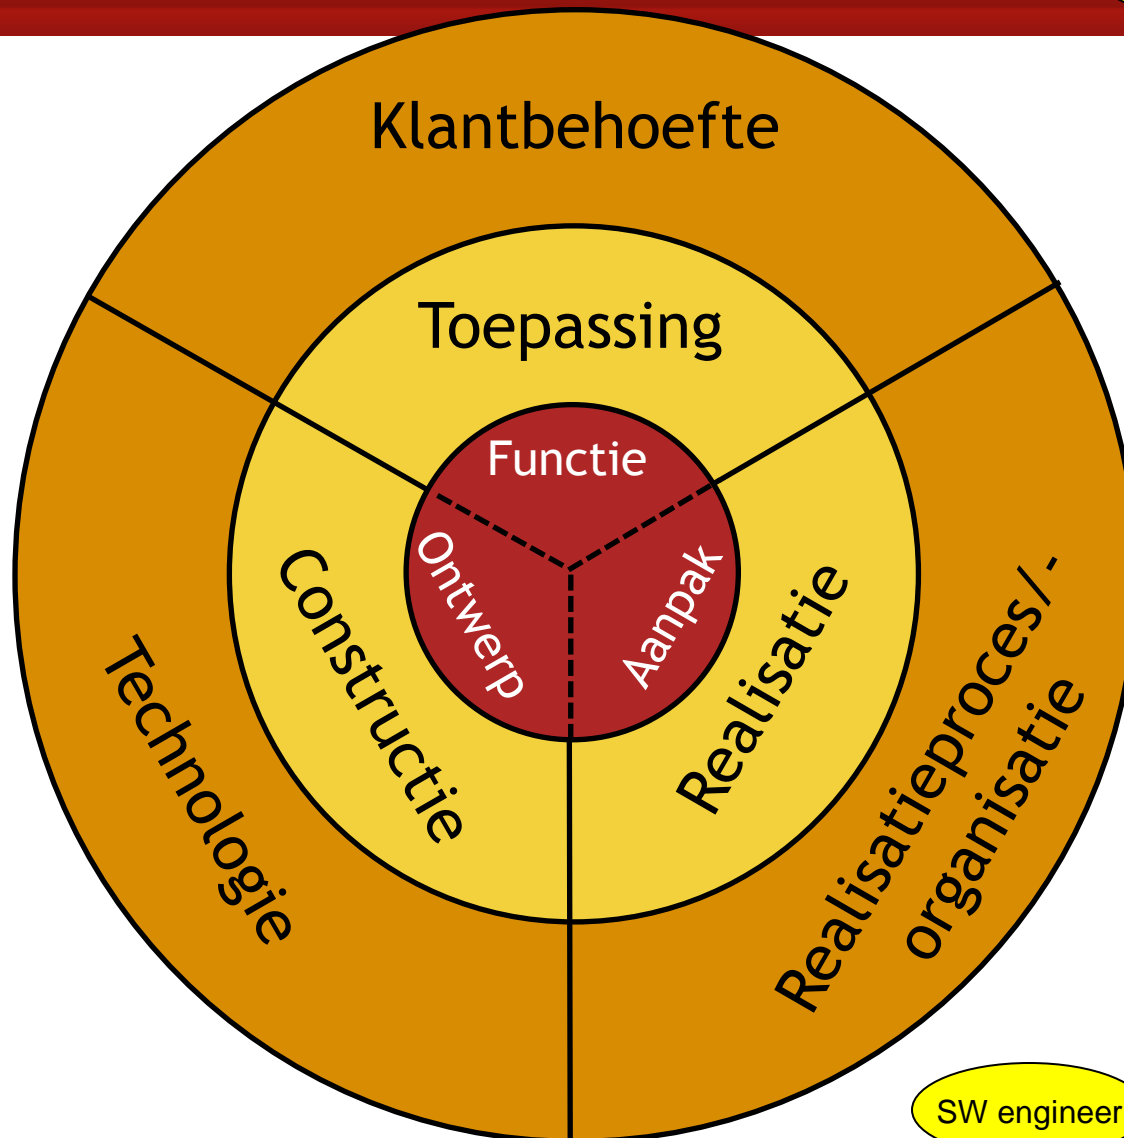 Klantbehoefte
Toepassing
Functie
Ontwerp
Aanpak
Constructie
Realisatie
Technologie
Realisatieproces/-
organisatie
SW engineer